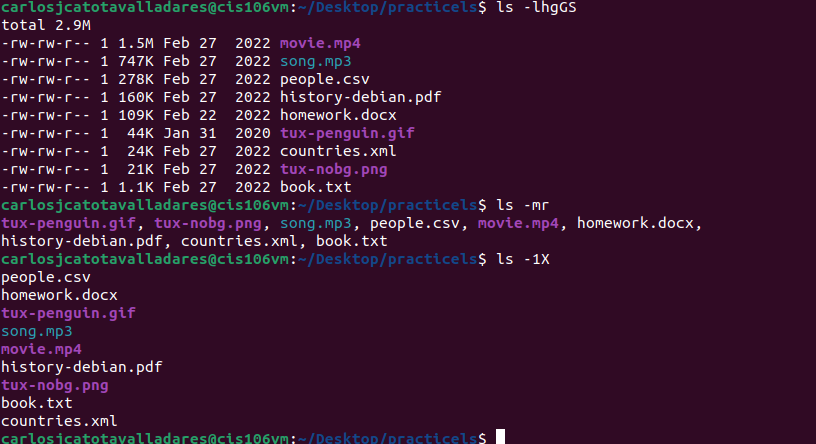 carlosjcatotavalladares@cis106vm:~/Desktop/practicels$ ls -lhgGS
total 2.9M
-rw-rw-r-- 1 1.5M Feb 27  2022 movie.mp4
-rw-rw-r-- 1 747K Feb 27  2022 song.mp3
-rw-rw-r-- 1 278K Feb 27  2022 people.csv
-rw-rw-r-- 1 160K Feb 27  2022 history-debian.pdf
-rw-rw-r-- 1 109K Feb 22  2022 homework.docx
-rw-rw-r-- 1  44K Jan 31  2020 tux-penguin.gif
-rw-rw-r-- 1  24K Feb 27  2022 countries.xml
-rw-rw-r-- 1  21K Feb 27  2022 tux-nobg.png
-rw-rw-r-- 1 1.1K Feb 27  2022 book.txt
carlosjcatotavalladares@cis106vm:~/Desktop/practicels$ ls -mr
tux-penguin.gif, tux-nobg.png, song.mp3, people.csv, movie.mp4, homework.docx,
history-debian.pdf, countries.xml, book.txt
carlosjcatotavalladares@cis106vm:~/Desktop/practicels$ ls -1X
people.csv
homework.docx
tux-penguin.gif
song.mp3
movie.mp4
history-debian.pdf
tux-nobg.png
book.txt
countries.xml
carlosjcatotavalladares@cis106vm:~/Desktop/practicels$